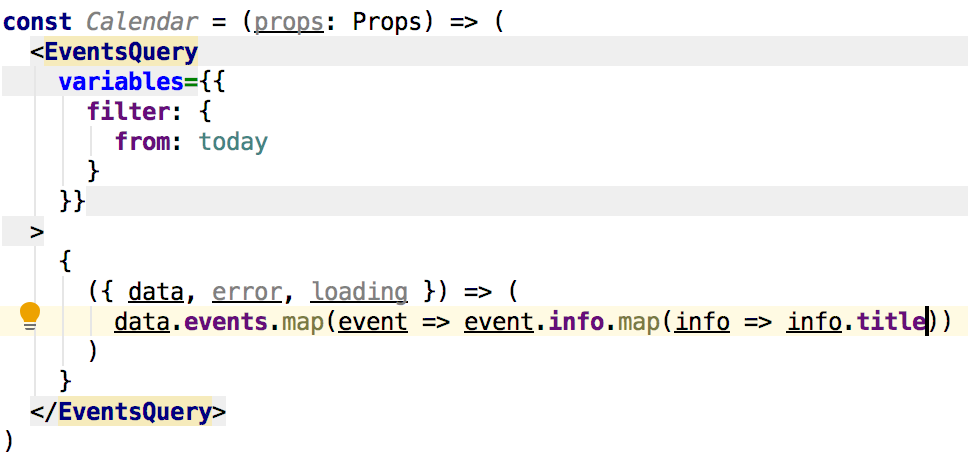 const Calendar = (props: Props) => (
  <EventsQuery
    variables={{
      filter: {
        from: today
      }
    }}
  >
    {
      ({ data, error, loading }) => (
        data.events.map(event => event.info.map(info => info.title))
      )
    }
  </EventsQuery>
)